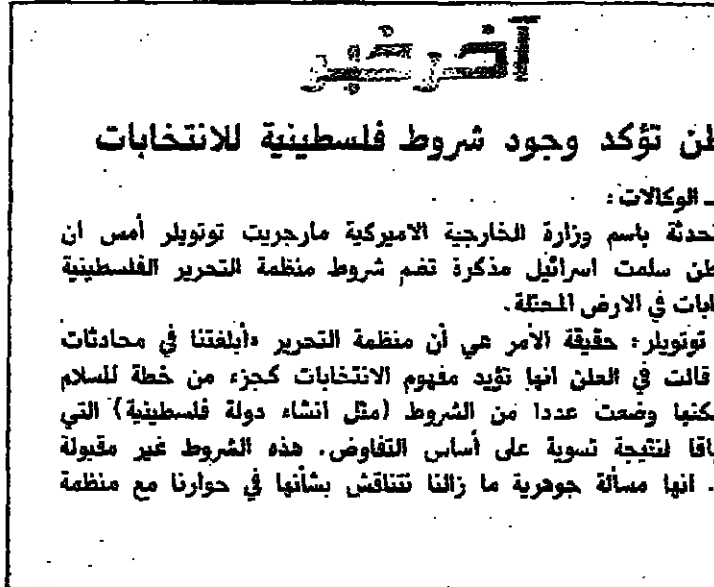 آخر خبر
طن تؤكد وجود شروط فلسطينية للانتخابات
ـ الوكالات :
تحدثة باسم وزارة الخارجية الاميركية مارجريت توتويلر أمس ان
طن سلمت اسرائيل مذكرة تضم شروط منظمة التحرير الفلسطينية
ابات في الارض المحتلة .
توتويلر : حقيقة الأمر هي أن منظمة التحرير «أبلغتنا في محادثات
قالت في العلن انها تؤيد مفهوم الانتخابات كجزء من خطة للسلام
كنها وضعت عددا من الشروط (مثل انشاء دولة فلسطينية) التي
اقا لنتيجة تسوية على أساس التفاوض . هذه الشروط غير مقبولة
. انها مسألة جوهرية ما زالنا نتناقش بشأنها في حوارنا مع منظمة